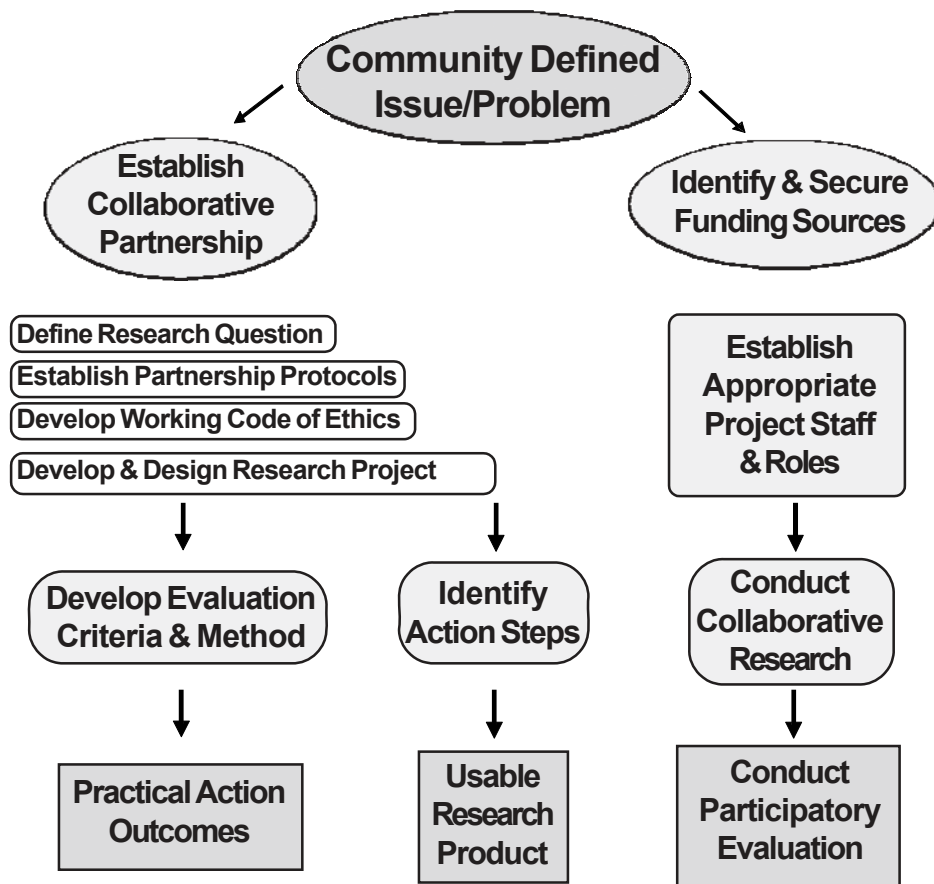 Community Defined
Issue/Problem
Establish
Collaborative
Partnership
Identify & Secure
Funding Sources
Define Research Question
Establish Partnership Protocols
Develop Working Code of Ethics
Develop & Design Research Project
Establish
Appropriate
Project Staff
& Roles
Develop Evaluation
Criteria & Method
Identify
Action Steps
Conduct
Collaborative
Research
Practical Action
Outcomes
Usable
Research
Product
Conduct
Participatory
Evaluation